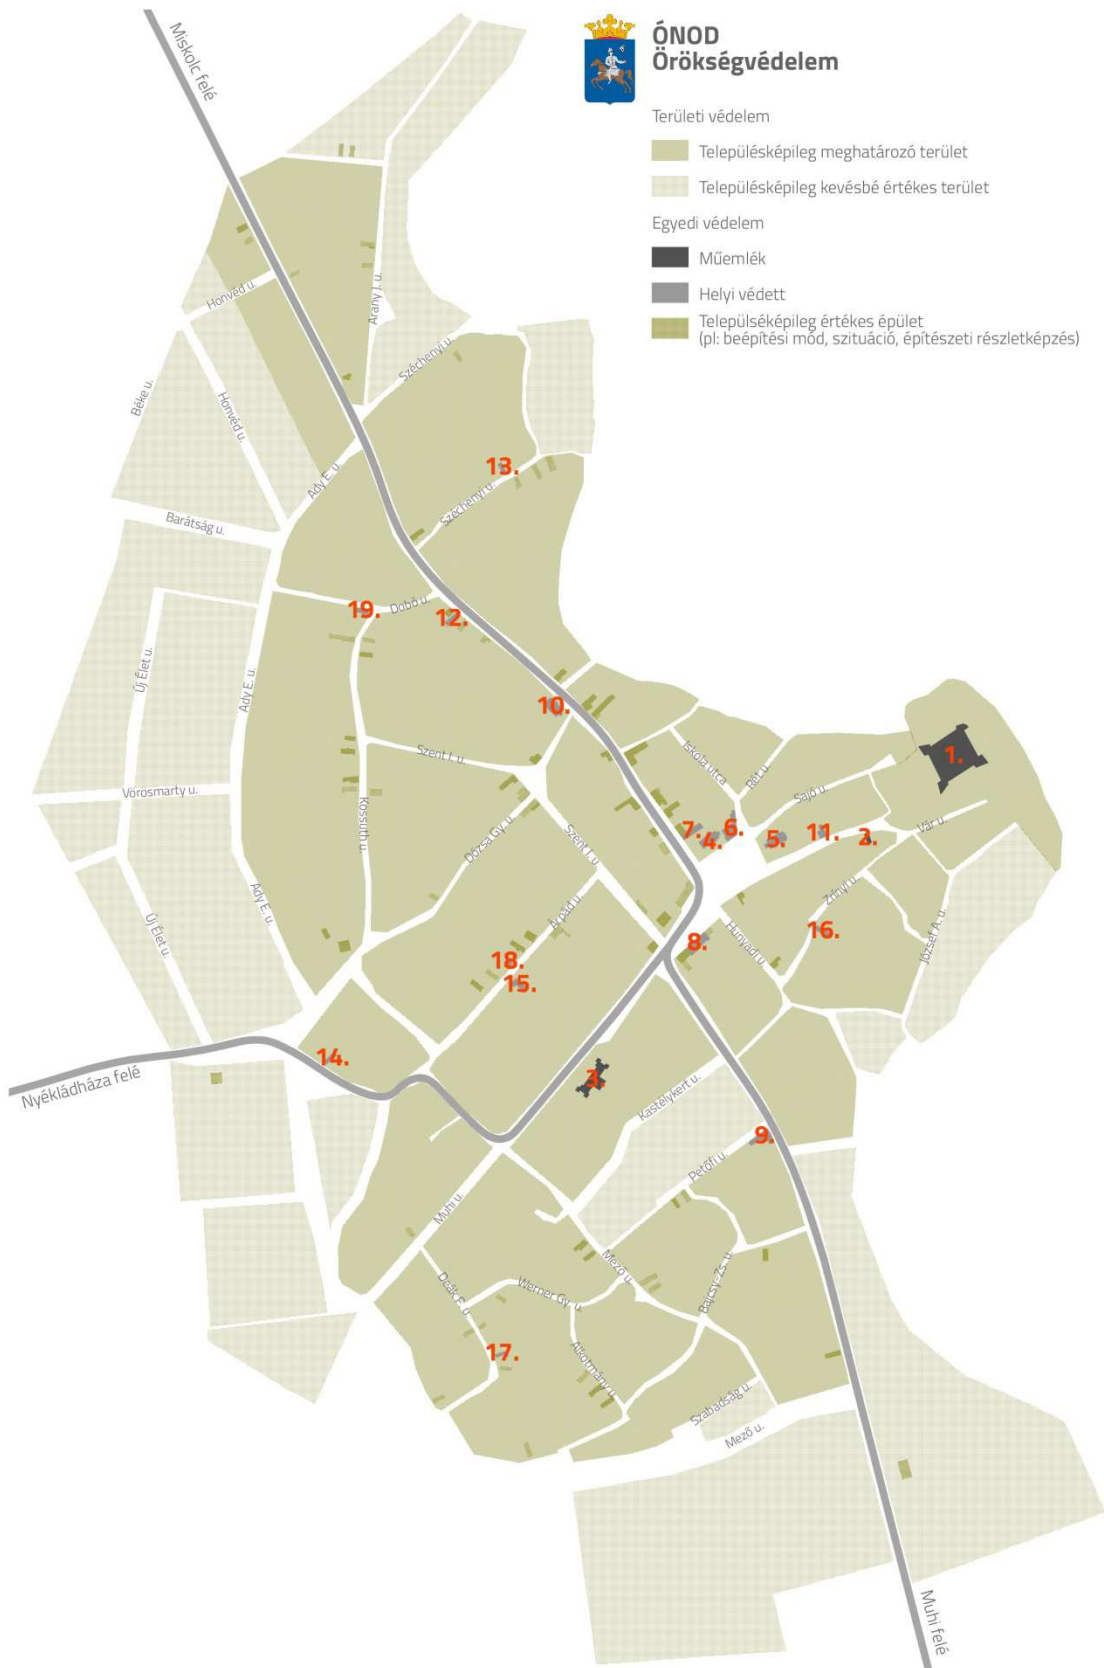 ÓNOD
Örökségvédelem
Területi védelem
Településképileg meghatározó terület
Településképileg kevésbé értékes terület
Egyedi védelem
Műemlék
Helyi védett
Települséképileg értékes épület
(pl: beépítési mód, szituáció, építészeti részletképzés)
Miskolc felé
Honvéd u.
Arany J. u.
Széchenyi u.
Béke u.
Honvéd u.
Ady E. u.
13.
Széchenyi u.
Barátság u.
19.
Dobó u.
12.
Új Élet u.
Ady E. u.
10.
Szent I. u.
Iskola utca
Rét u.
1.
Vörösmarty u.
Sajó u.
Kossuth u.
Dózsa Gy. u.
Szent I. u.
7.
4.
6.
5.
11.
2.
Vár u.
Zrínyi u.
Ady E. u.
Új Élet u.
Árpád u.
Hunyadi u.
16.
József A. u.
8.
18.
15.
14.
Nyékládháza felé
3.
Kastélykert u.
9.
Petőfi u.
Muhi u.
Mező u.
Bajcsy-Zs. u.
Deák F. u.
Werner Gy. u.
17.
Alkotmány u.
Szabadság u.
Mező u.
Muhi felé